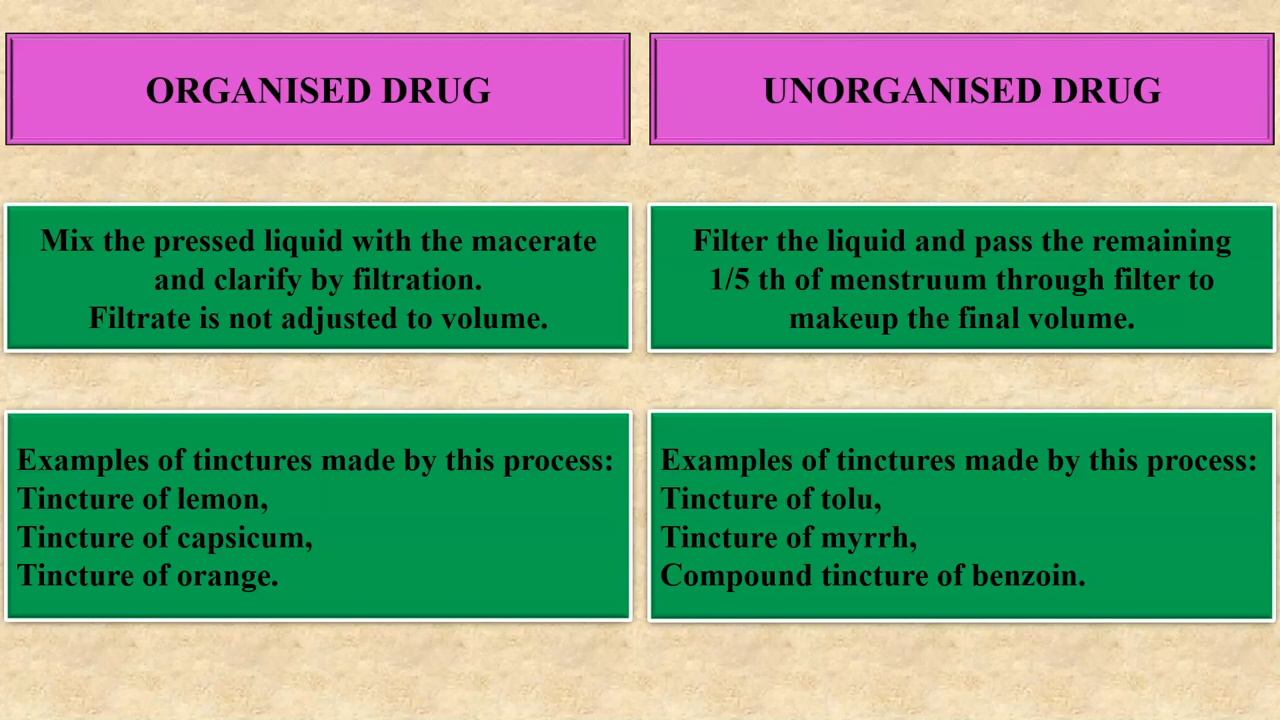 ORGANISED DRUG
UNORGANISED DRUG
Mix the pressed liquid with the macerate
and clarify by filtration.
Filtrate is not adjusted to volume.
Filter the liquid and pass the remaining
1/5 th of menstruum through filter to
makeup the final volume.
Examples of tinctures made by this process:
Tincture of lemon,
Tincture of capsicum,
Tincture of orange.
Examples of tinctures made by this process:
Tincture of tolu,
Tincture of myrrh,
Compound tincture of benzoin.